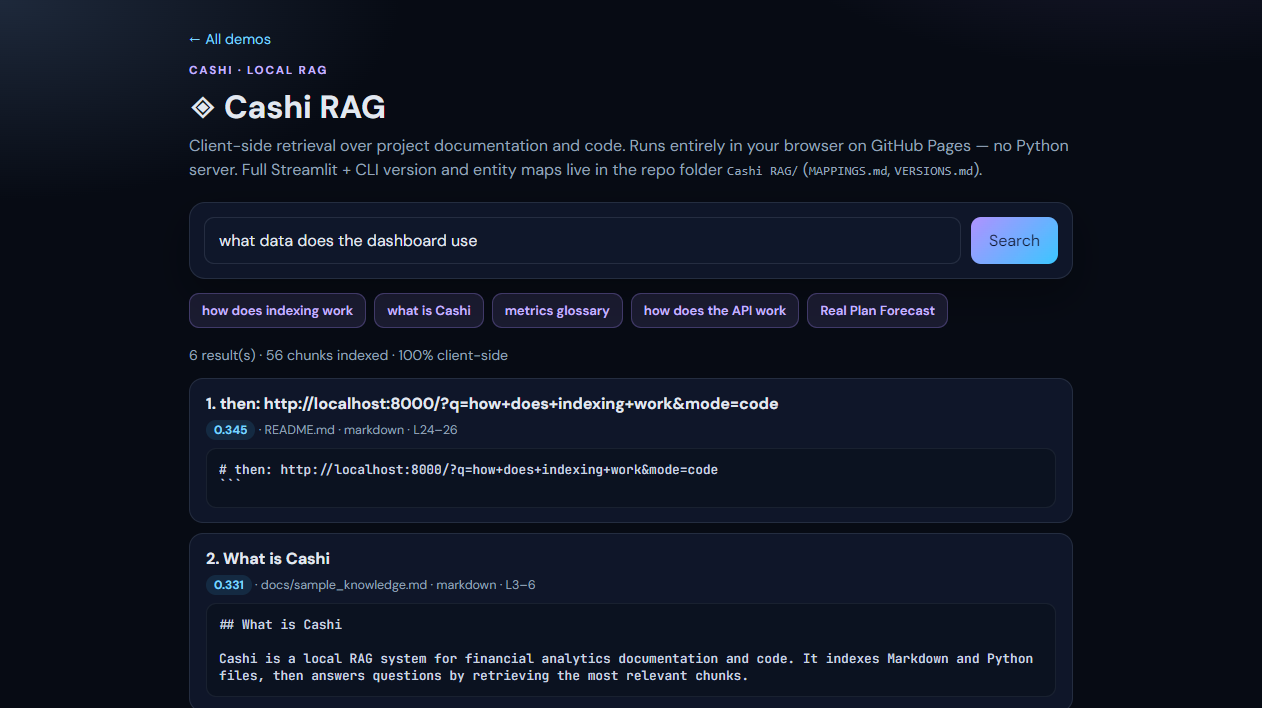 ← All demos
CASHI · LOCAL RAG
Cashi RAG
Client-side retrieval over project documentation and code. Runs entirely in your browser on GitHub Pages — no Python
server. Full Streamlit + CLI version and entity maps live in the repo folder Cashi RAG/ (MAPPINGS.md, VERSIONS.md).
what data does the dashboard use
Search
how does indexing work
what is Cashi
metrics glossary
how does the API work
Real Plan Forecast
6 result(s) · 56 chunks indexed · 100% client-side
1. then: http://localhost:8000/?q=how+does+indexing+work&mode=code
0.345 · README.md · markdown · L24–26
# then: http://localhost:8000/?q=how+does+indexing+work&mode=code
```
2. What is Cashi
0.331 · docs/sample_knowledge.md · markdown · L3–6
## What is Cashi
Cashi is a local RAG system for financial analytics documentation and code. It indexes Markdown and Python
files, then answers questions by retrieving the most relevant chunks.